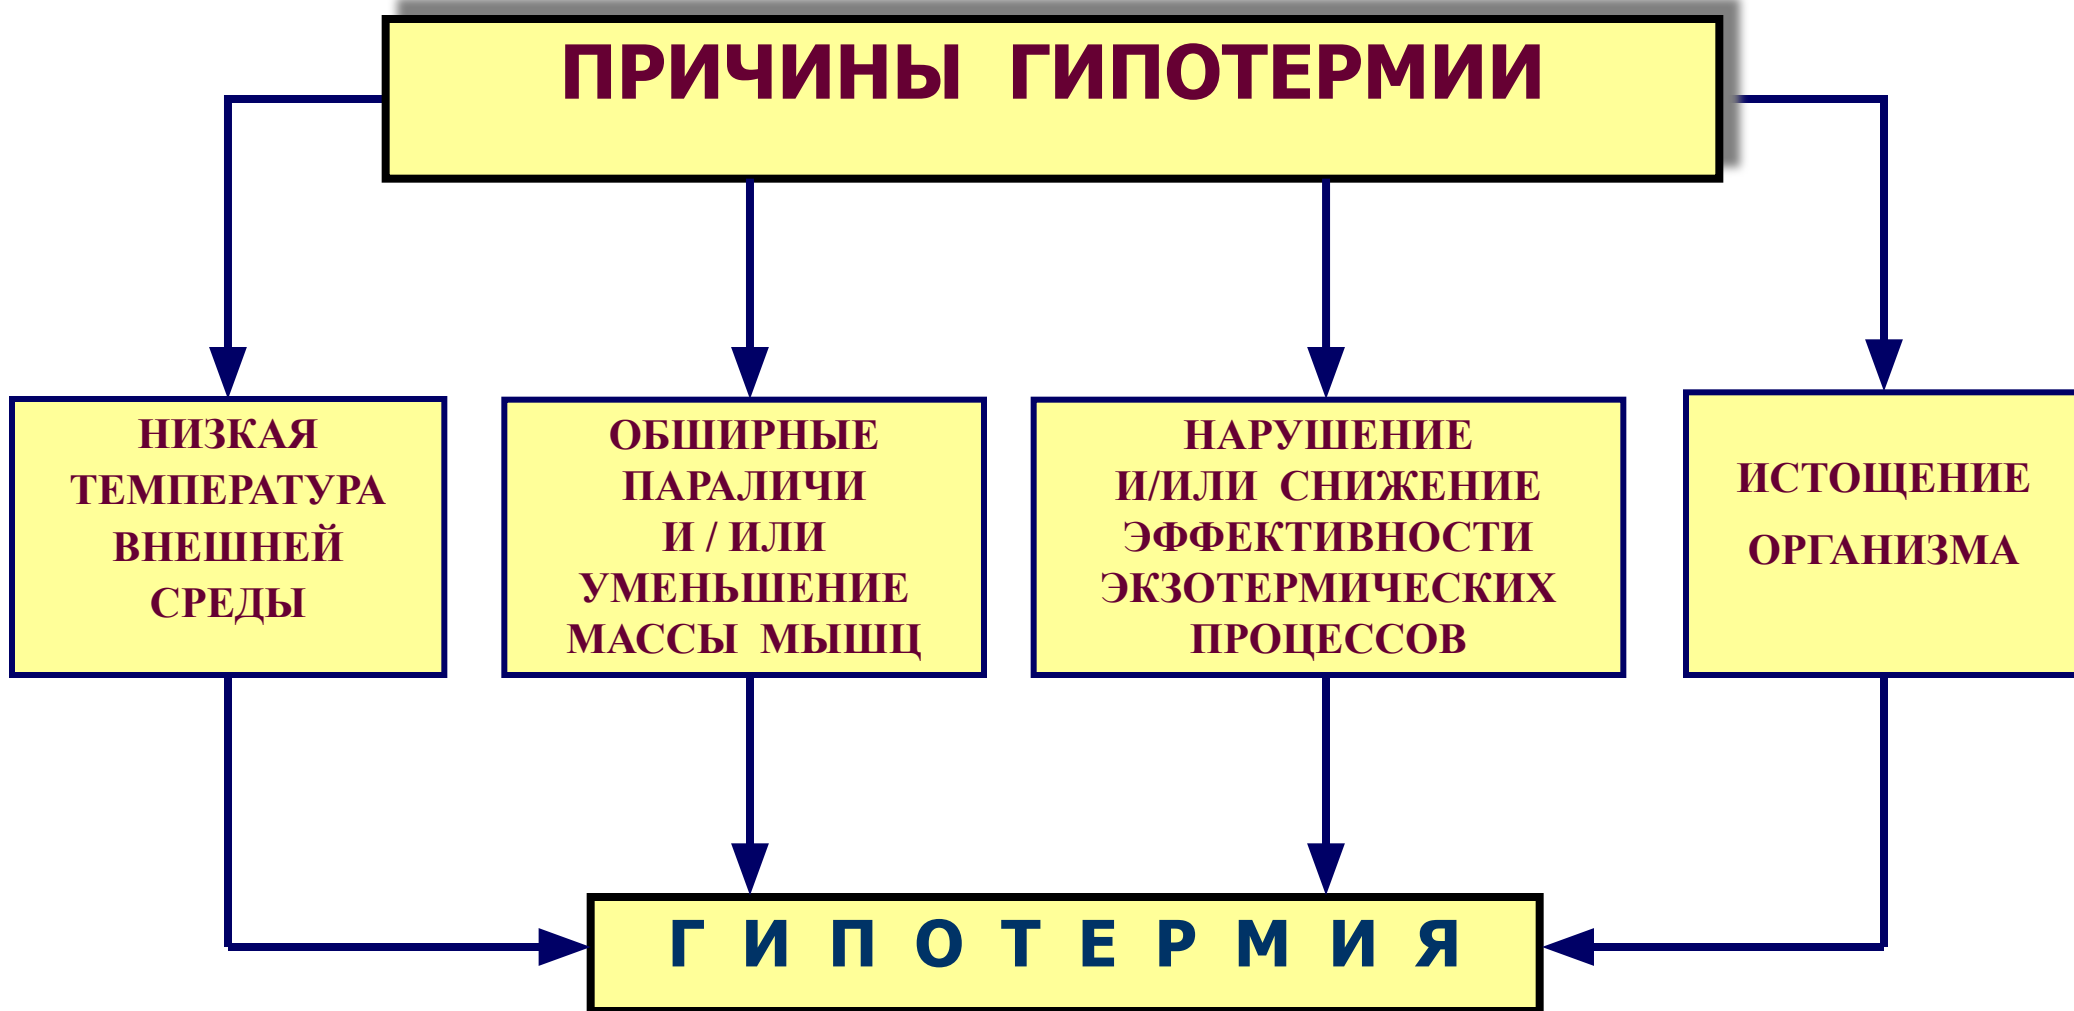 ПРИЧИНЫ ГИПОТЕРМИИ
НИЗКАЯ
ТЕМПЕРАТУРА
ВНЕШНЕЙ
СРЕДЫ
ОБШИРНЫЕ
ПАРАЛИЧИ
И / ИЛИ
УМЕНЬШЕНИЕ
МАССЫ МЫШЦ
НАРУШЕНИЕ
И/ИЛИ СНИЖЕНИЕ
ЭФФЕКТИВНОСТИ
ЭКЗОТЕРМИЧЕСКИХ
ПРОЦЕССОВ
ИСТОЩЕНИЕ
ОРГАНИЗМА
Г И П О Т Е Р М И Я